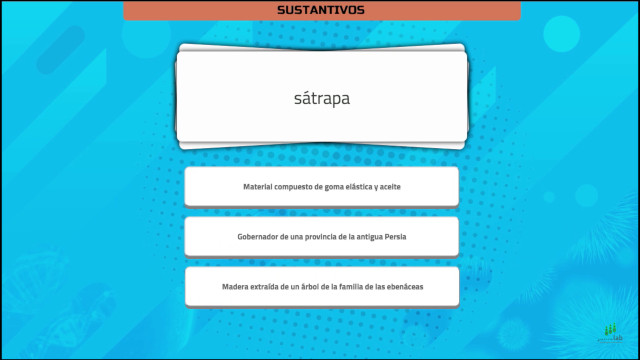 SUSTANTIVOS
sátrapa
Material compuesto de goma elástica y aceite
Gobernador de una provincia de la antigua Persia
Madera extraída de un árbol de la familia de las ebenáceas